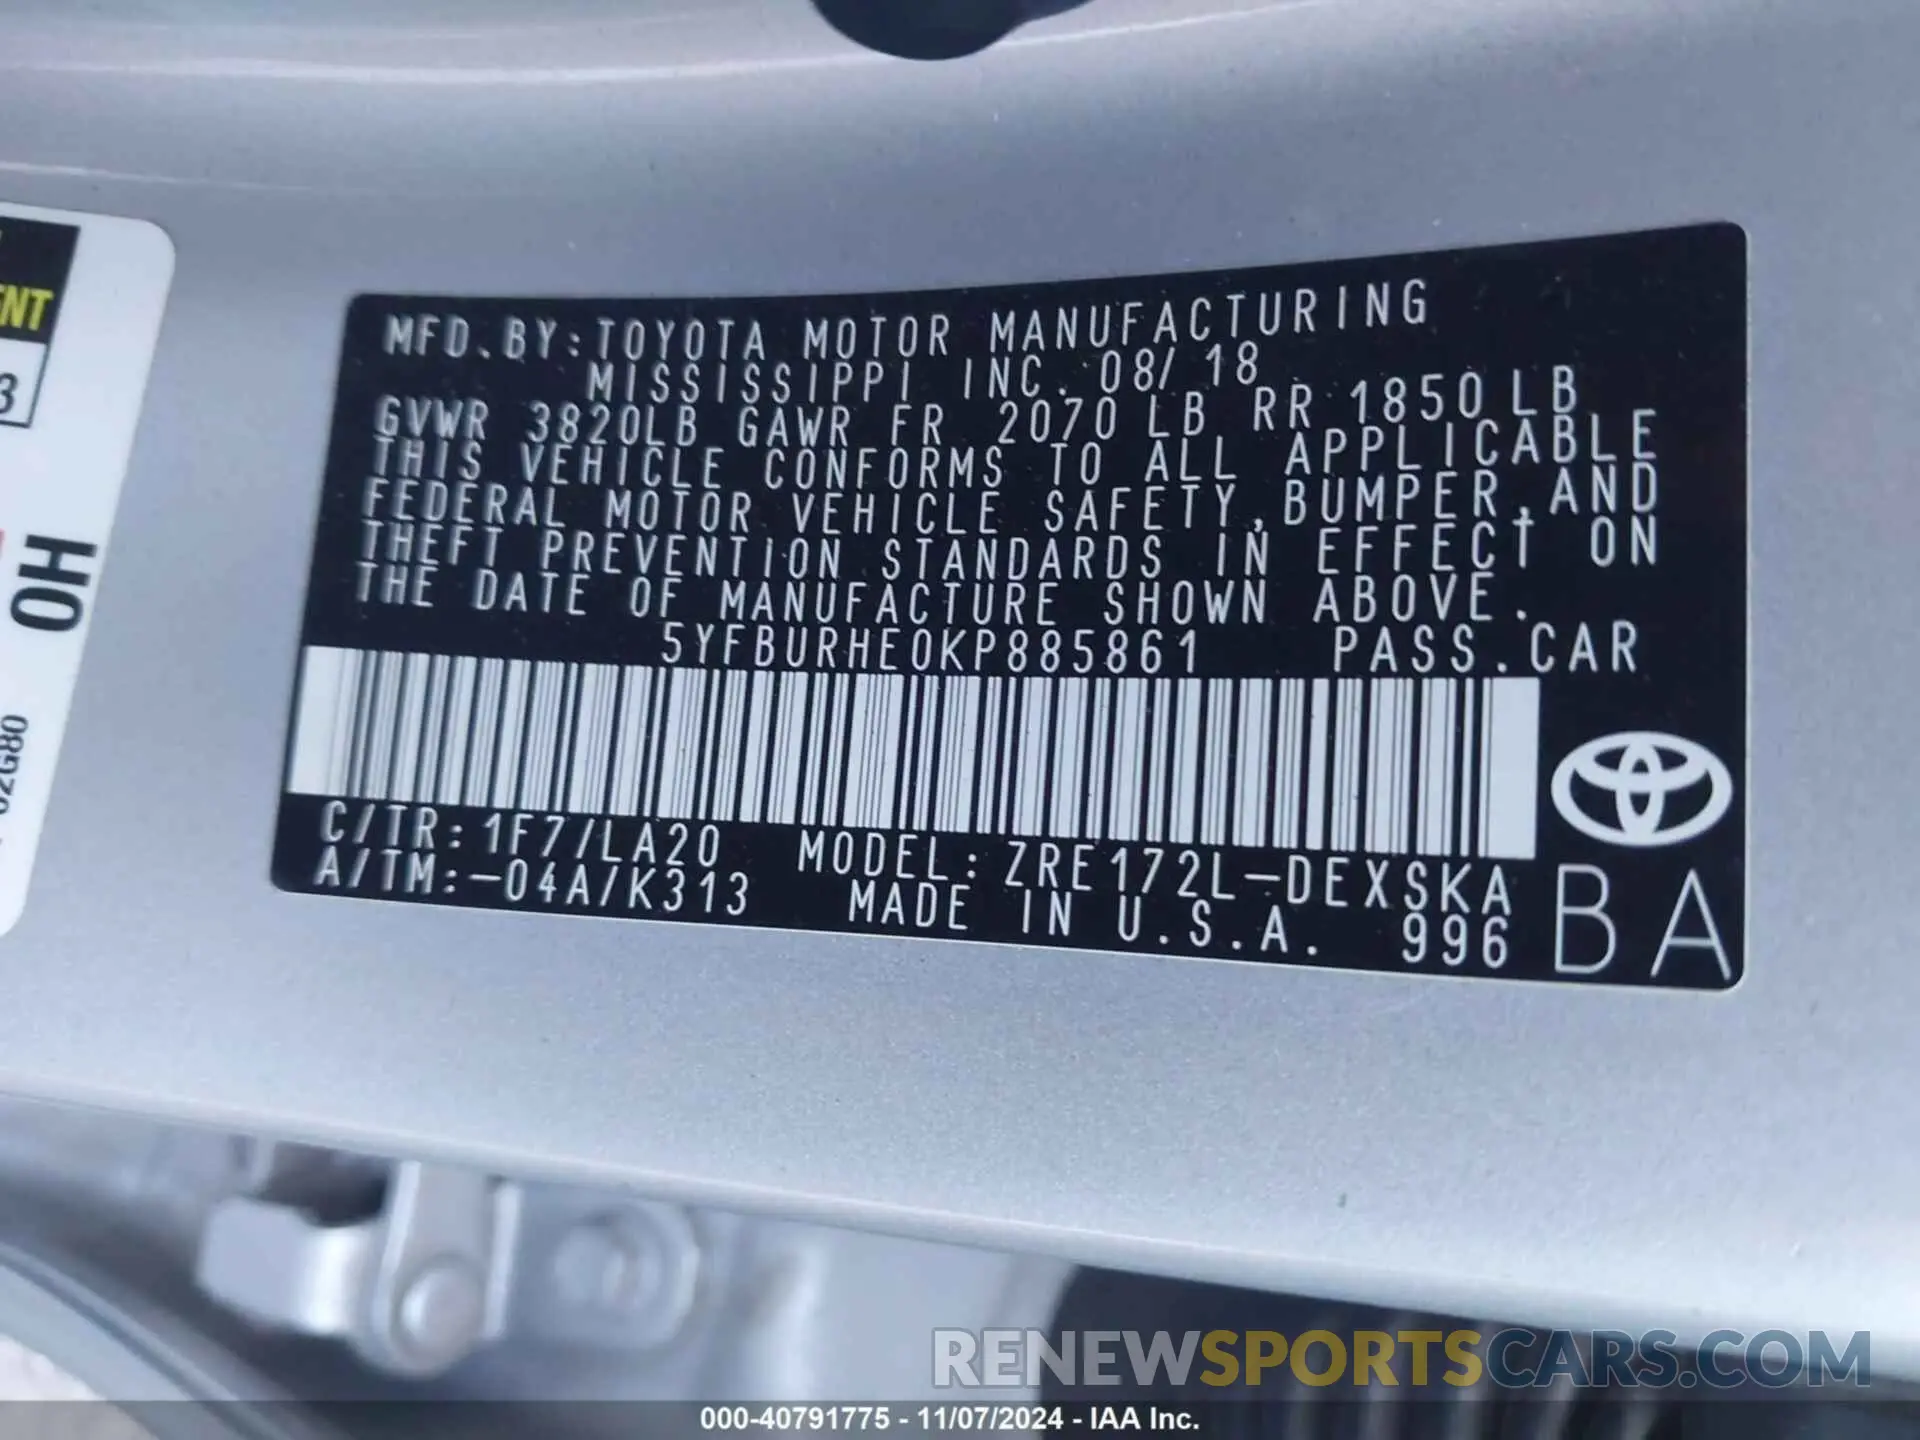 MFD.BY:TOYOTA MOTOR MANUFACTURING
MISSISSIPPI INC. 08/18
GVWR 3820LB GAWR FR 2070 LB RR 1850 LB
THIS VEHICLE CONFORMS TO ALL APPLICABLE
FEDERAL MOTOR VEHICLE SAFETY,BUMPER,AND
THEFT PREVENTION STANDARDS IN EFFECT ON
THE DATE OF MANUFACTURE SHOWN ABOVE.
5YFBURHE0KP885861 PASS.CAR
C/TR: 1F7/LA20 MODEL: ZRE172L-DEXSKA
A/TM:-04A/K313 MADE IN U.S.A. 996
BA
3
HO
RENEWSPORTSCARS.COM
000-40791775 - 11/07/2024 - IAA Inc.